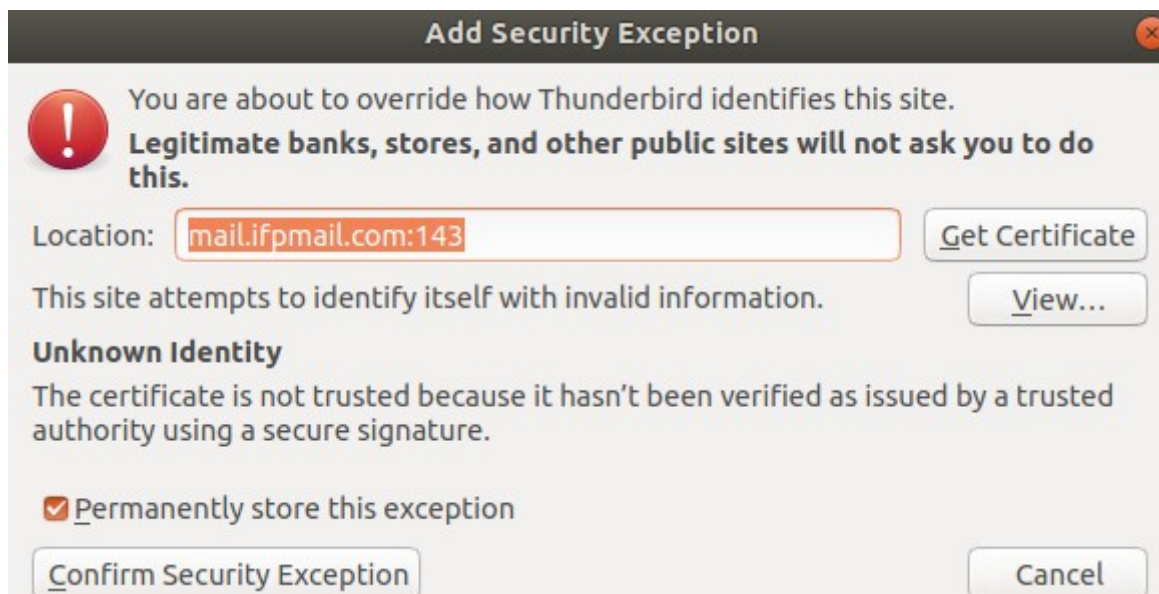 Add Security Exception
You are about to override how Thunderbird identifies this site.
Legitimate banks, stores, and other public sites will not ask you to do
this.
Location: mail.ifpmail.com:143 Get Certificate
This site attempts to identify itself with invalid information. View...
Unknown Identity
The certificate is not trusted because it hasn't been verified as issued by a trusted
authority using a secure signature.
Permanently store this exception
Confirm Security Exception Cancel